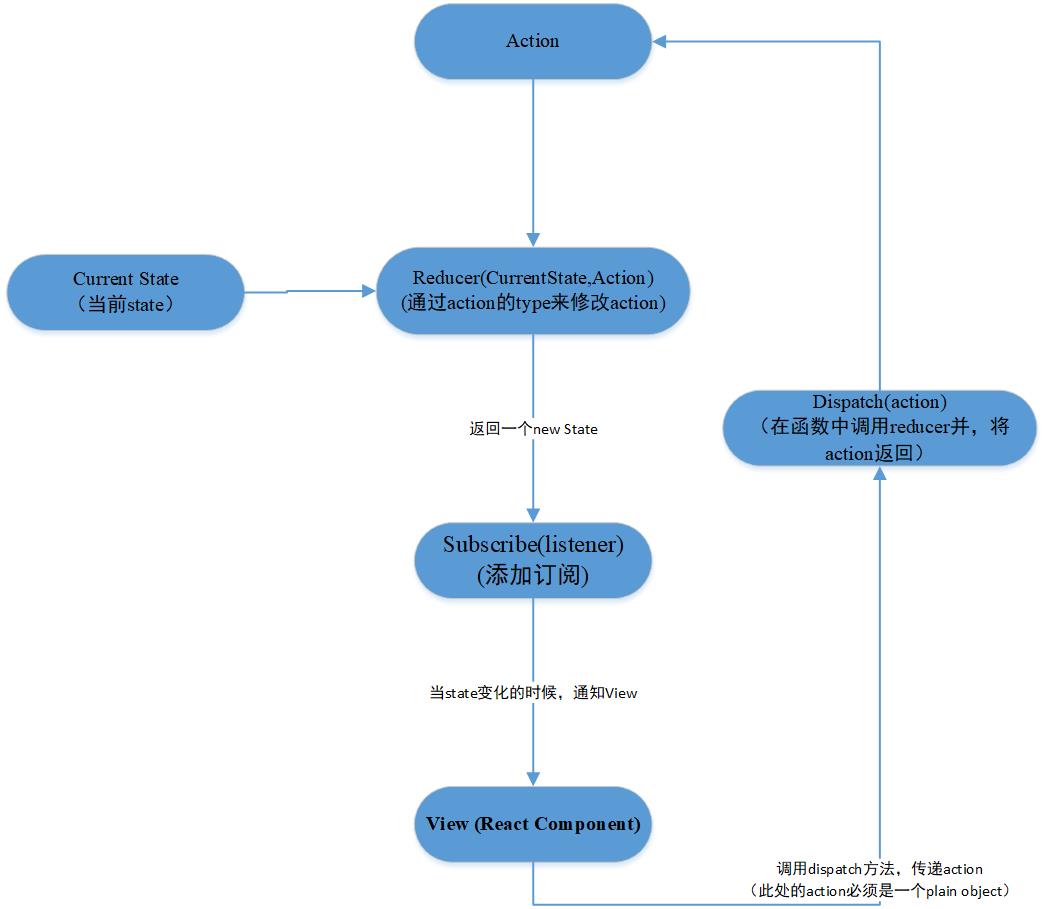 Action
Current State
（当前state）
Reducer(CurrentState,Action)
(通过action的type来修改action)
返回一个new State
Dispatch(action)
（在函数中调用reducer并，将
action返回）
Subscribe(listener)
(添加订阅)
当state变化的时候，通知View
View (React Component)
调用dispatch方法，传递action
（此处的action必须是一个plain object）